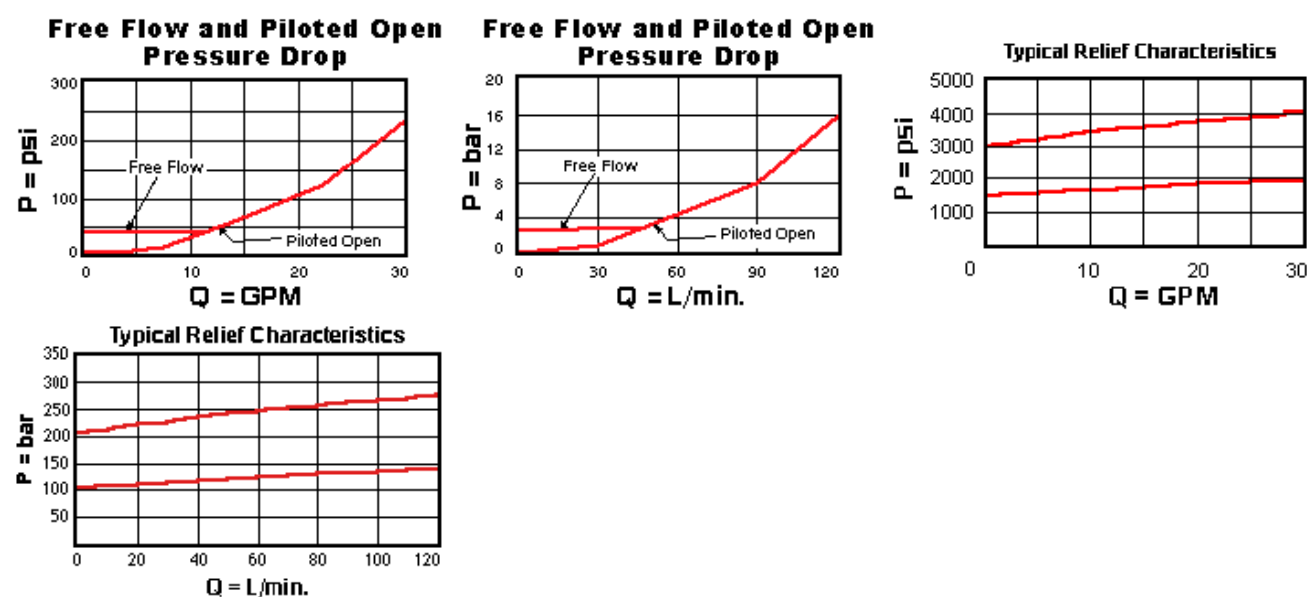 Free Flow and Piloted Open
Pressure Drop
300
200
100
0
P = psi
Free Flow
Piloted Open
0 10 20 30
Q = GPM
Free Flow and Piloted Open
Pressure Drop
20
16
12
8
4
0
P = bar
Free Flow
Piloted Open
0 30 60 90 120
Q = L/min.
Typical Relief Characteristics
5000
4000
3000
2000
1000
P = psi
0 10 20 30
Q = GPM
Typical Relief Characteristics
350
300
250
200
150
100
50
P = bar
0 20 40 60 80 100 120
Q = L/min.